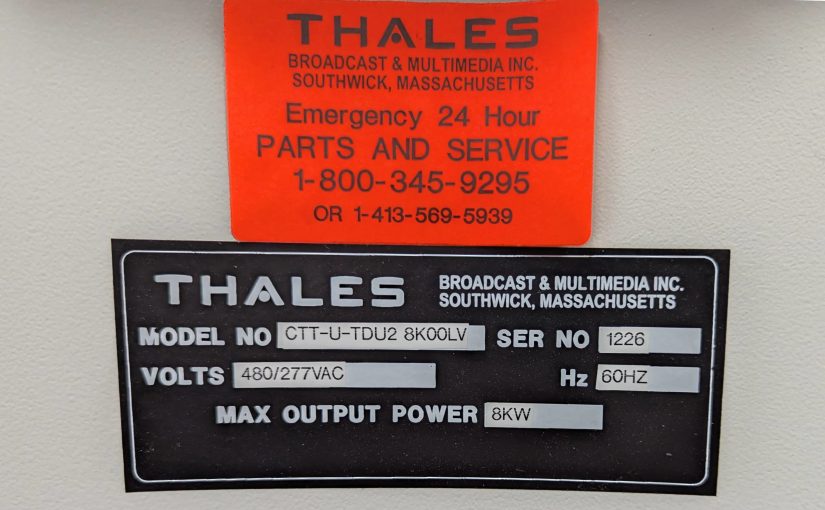 THALES
BROADCAST & MULTIMEDIA INC.
SOUTHWICK, MASSACHUSETTS
Emergency 24 Hour
PARTS AND SERVICE
1-800-345-9295
OR 1-413-569-5939
THALES BROADCAST & MULTIMEDIA INC.
SOUTHWICK, MASSACHUSETTS
MODEL NO CTT-U-TDU2 8K00LV SER NO 1226
VOLTS 480/277VAC Hz 60HZ
MAX OUTPUT POWER 8KW